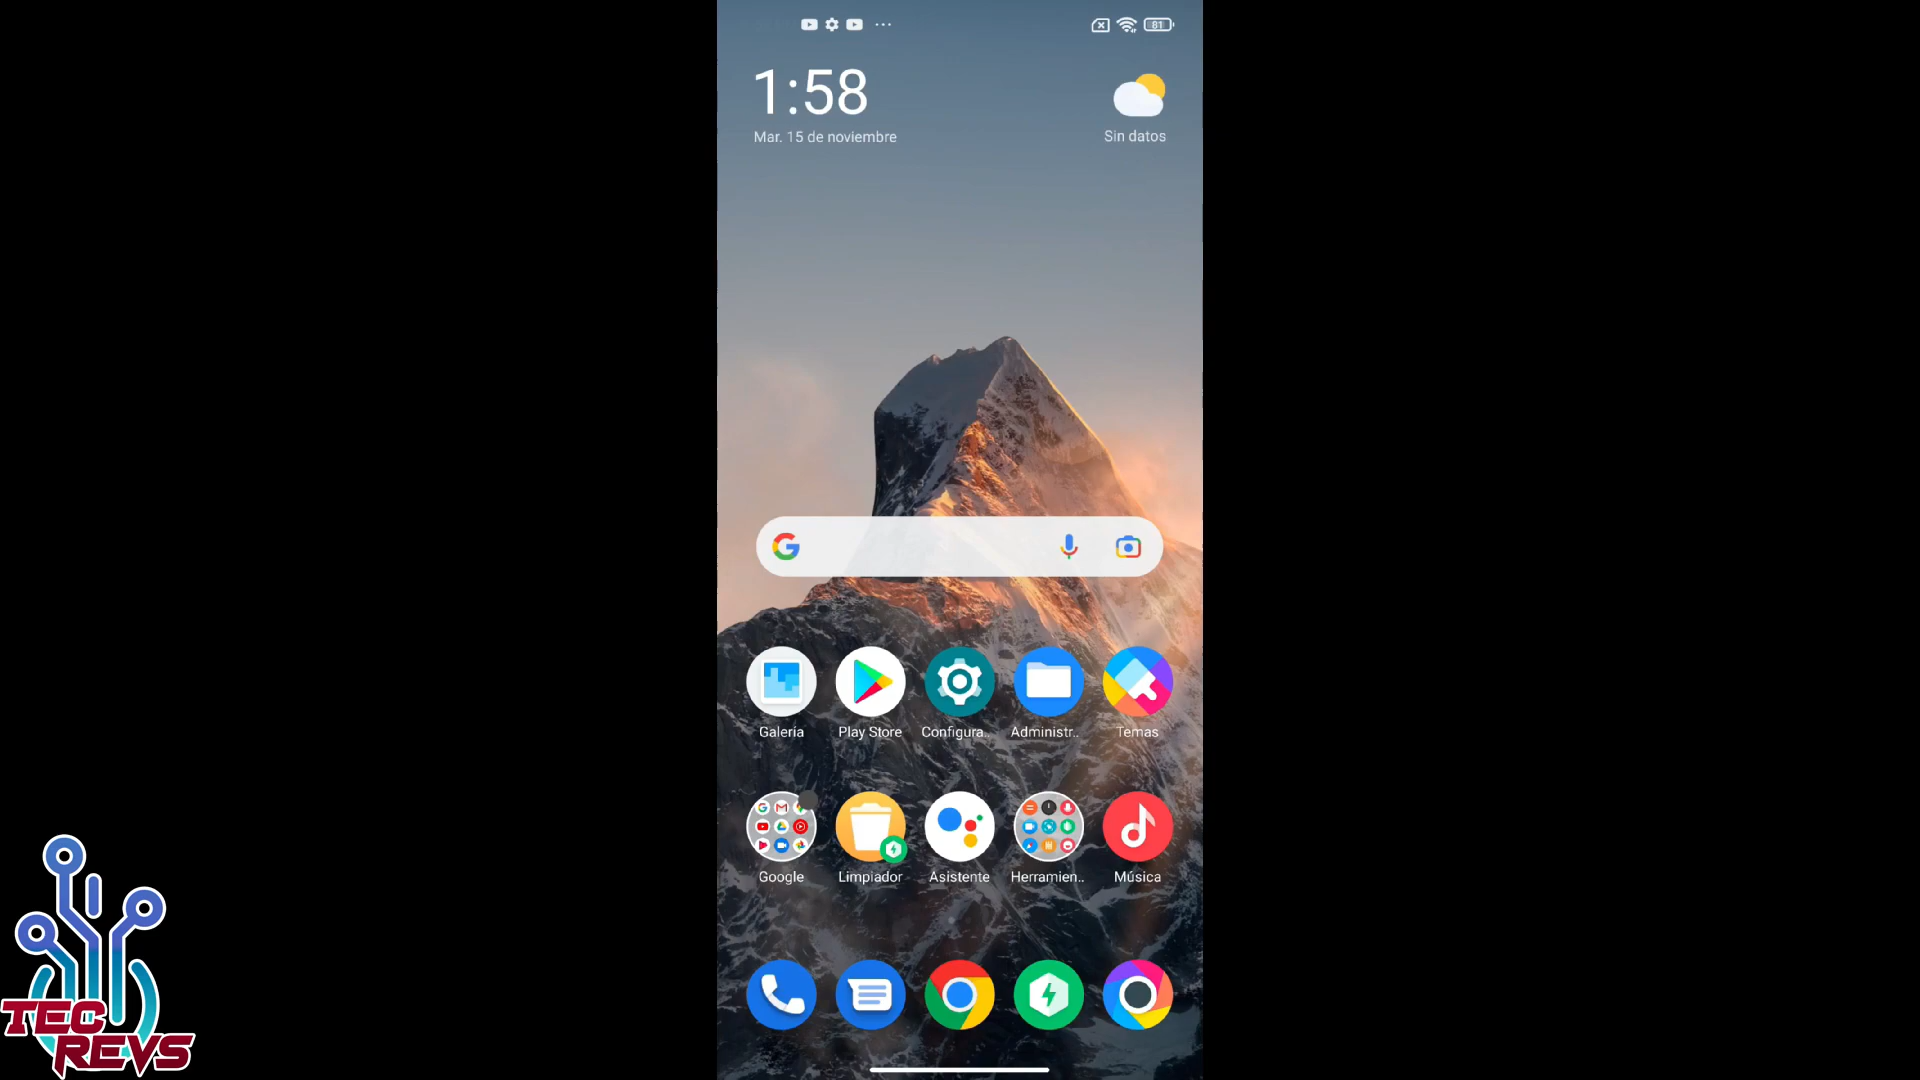 81
1:58
Mar. 15 de noviembre
Sin datos
Galería
Play Store
Configura..
Administr..
Temas
Google
Limpiador
Asistente
Herramien..
Música
TEC
REVS